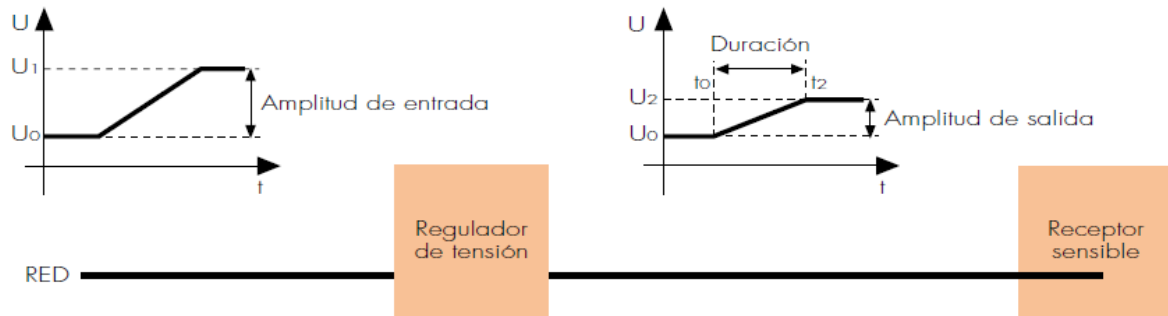 U
U1
Amplitud de entrada
U0
t
U
Duración
t0
t2
U2
Amplitud de salida
U0
t
Regulador
de tensión
Receptor
sensible
RED